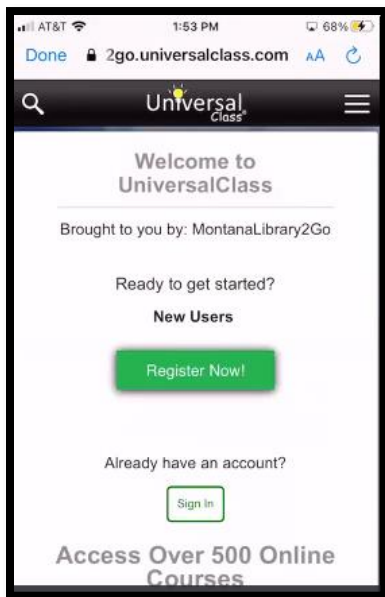 AT&T 1:53 PM 68%
Done 2go.universalclass.com AA
Universal
Class
Welcome to
UniversalClass
Brought to you by: MontanaLibrary2Go
Ready to get started?
New Users
Register Now!
Already have an account?
Sign In
Access Over 500 Online
Courses